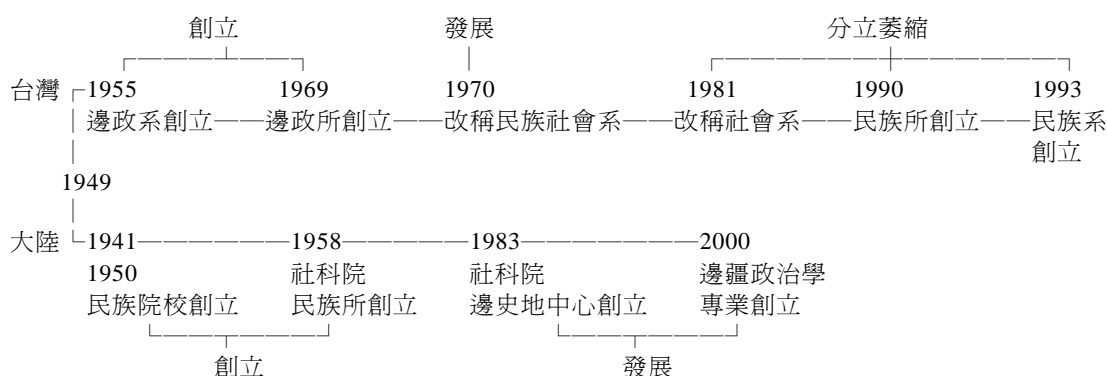 創立 發展 分立萎縮
台灣 1955 1969 1970 1981 1990 1993
邊政系創立——邊政所創立——改稱民族社會系——改稱社會系——民族所創立——民族系
創立
1949
大陸 1941——————1958—————1983——————2000
1950 社科院 社科院 邊疆政治學
民族院校創立 民族所創立 邊史地中心創立 專業創立
創立 發展